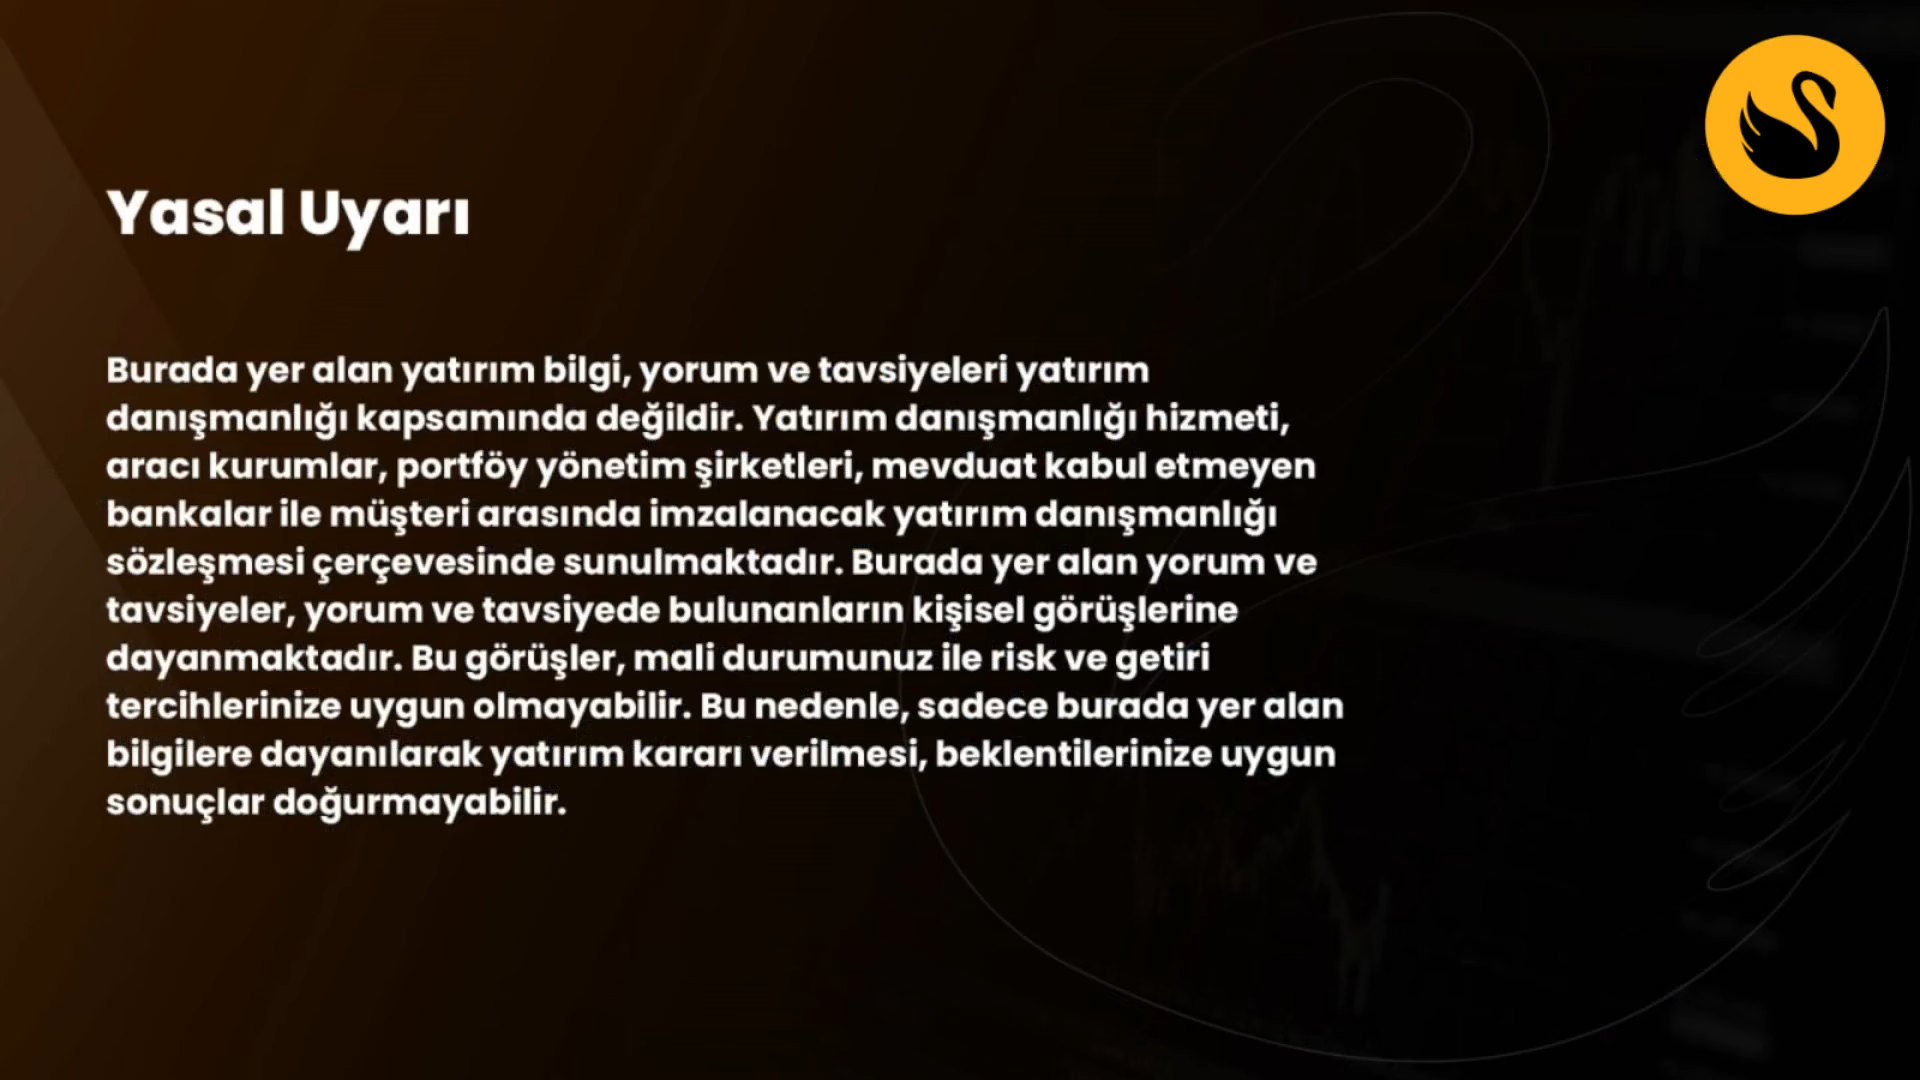 Yasal Uyarı
Burada yer alan yatırım bilgi, yorum ve tavsiyeleri yatırım
danışmanlığı kapsamında değildir. Yatırım danışmanlığı hizmeti,
aracı kurumlar, portföy yönetim şirketleri, mevduat kabul etmeyen
bankalar ile müşteri arasında imzalanacak yatırım danışmanlığı
sözleşmesi çerçevesinde sunulmaktadır. Burada yer alan yorum ve
tavsiyeler, yorum ve tavsiyede bulunanların kişisel görüşlerine
dayanmaktadır. Bu görüşler, mali durumunuz ile risk ve getiri
tercihlerinize uygun olmayabilir. Bu nedenle, sadece burada yer alan
bilgilere dayanılarak yatırım kararı verilmesi, beklentilerinize uygun
sonuçlar doğurmayabilir.